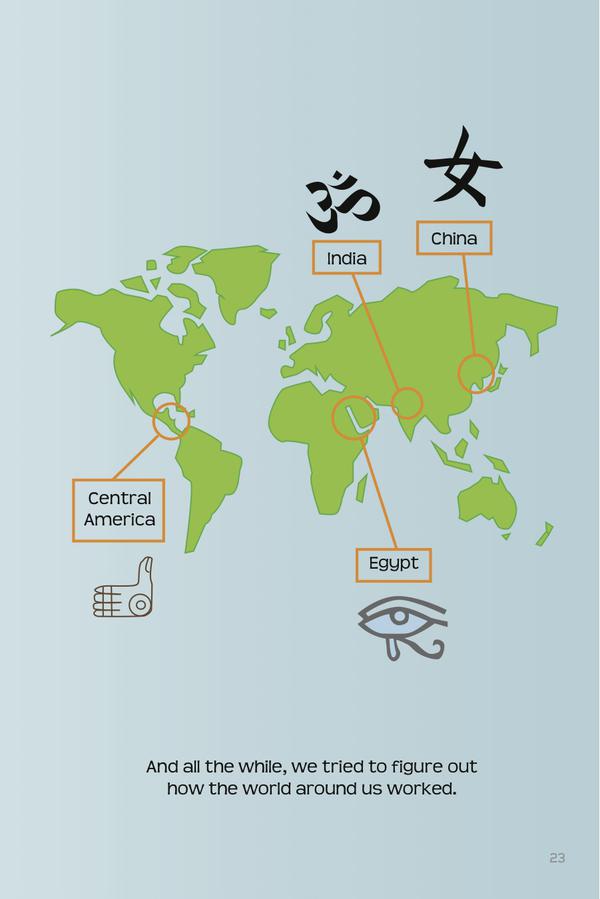 ॐ
女
China
India
Central
America
Egypt
And all the while, we tried to figure out
how the world around us worked.
23